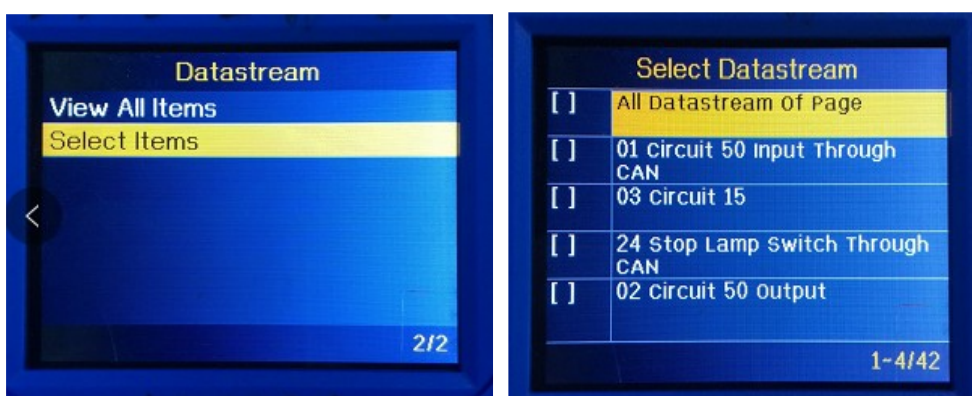 Datastream
View All Items
Select Items
2/2
Select Datastream
[ ] All Datastream Of Page
[ ] 01 Circuit 50 Input Through
CAN
[ ] 03 Circuit 15
[ ] 24 Stop Lamp Switch Through
CAN
[ ] 02 Circuit 50 Output
1~4/42